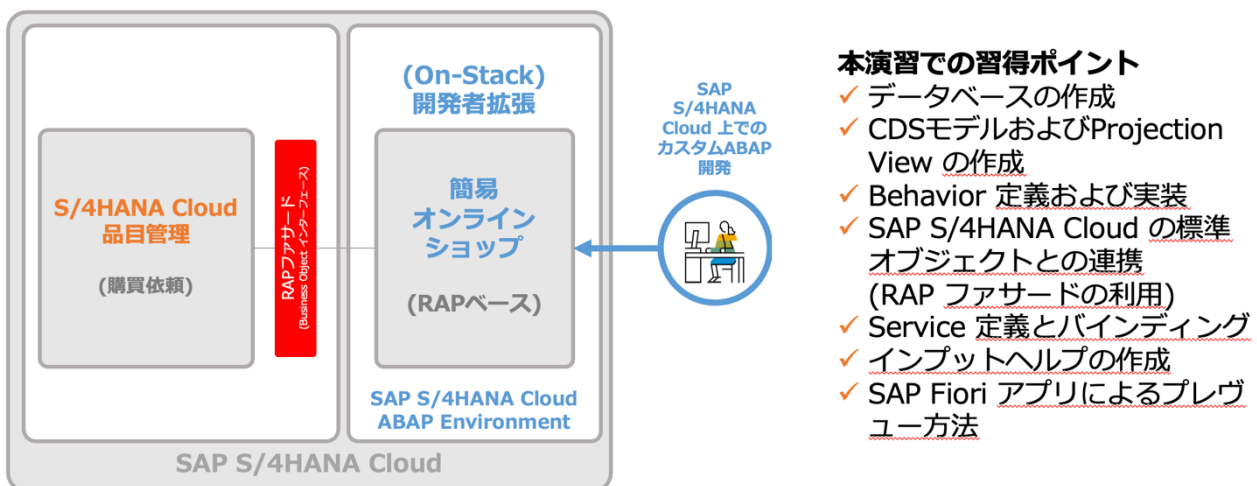 (On-Stack)
開発者拡張
S/4HANA Cloud
品目管理
(購買依頼)
RAPファサード
(Business Object インターフェース)
簡易
オンライン
ショップ
(RAPベース)
SAP S/4HANA Cloud
ABAP Environment
SAP S/4HANA Cloud
SAP
S/4HANA
Cloud 上での
カスタムABAP
開発
本演習での習得ポイント
✓ データベースの作成
✓ CDSモデルおよびProjection
View の作成
✓ Behavior 定義および実装
✓ SAP S/4HANA Cloud の標準
オブジェクトとの連携
(RAP ファサードの利用)
✓ Service 定義とバインディング
✓ インプットヘルプの作成
✓ SAP Fiori アプリによるプレヴ
ュー方法